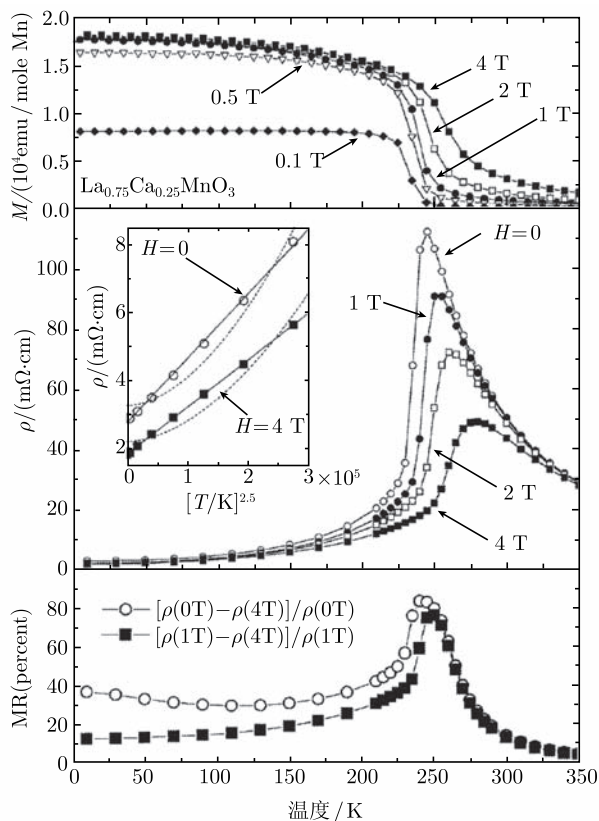 2.0
1.5
1.0
0.5
0.0
M/(10⁴emu/mole Mn)
4 T
2 T
1 T
0.5 T
0.1 T
La₀.₇₅Ca₀.₂₅MnO₃
100
80
60
40
20
0
ρ/(mΩ·cm)
H=0
1 T
2 T
4 T
8
6
4
2
ρ/(mΩ·cm)
H=0
H=4 T
0 1 2 3 ×10⁵
[T/K]²·⁵
80
60
40
20
0
MR(percent)
[ρ(0T)−ρ(4T)]/ρ(0T)
[ρ(1T)−ρ(4T)]/ρ(1T)
0 50 100 150 200 250 300 350
温度/K